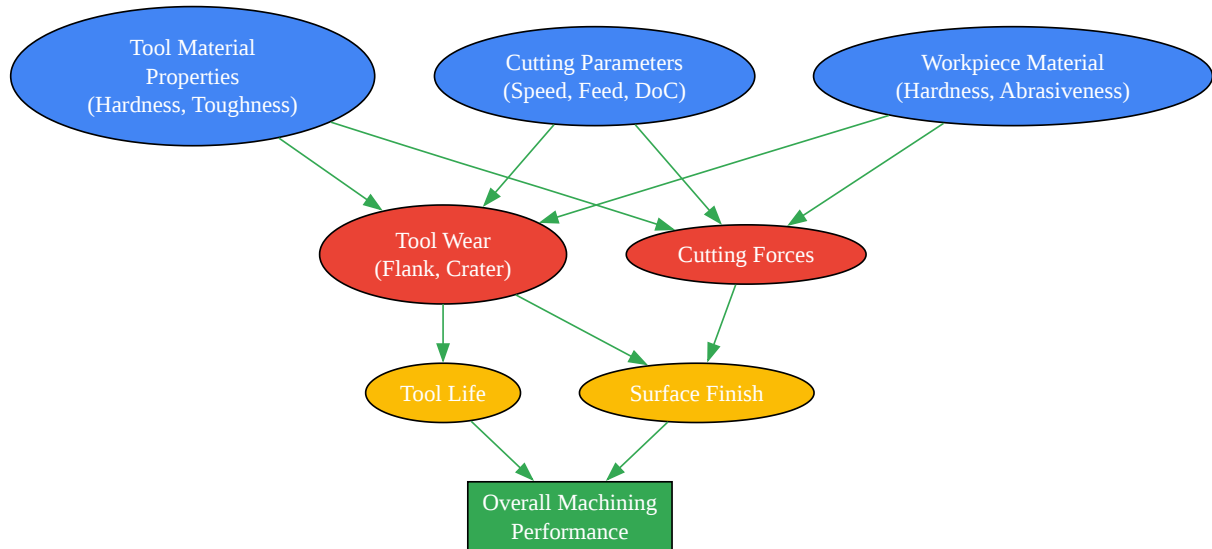 Tool Material
Properties
(Hardness, Toughness)
Cutting Parameters
(Speed, Feed, DoC)
Workpiece Material
(Hardness, Abrasiveness)
Tool Wear
(Flank, Crater)
Cutting Forces
Tool Life
Surface Finish
Overall Machining
Performance